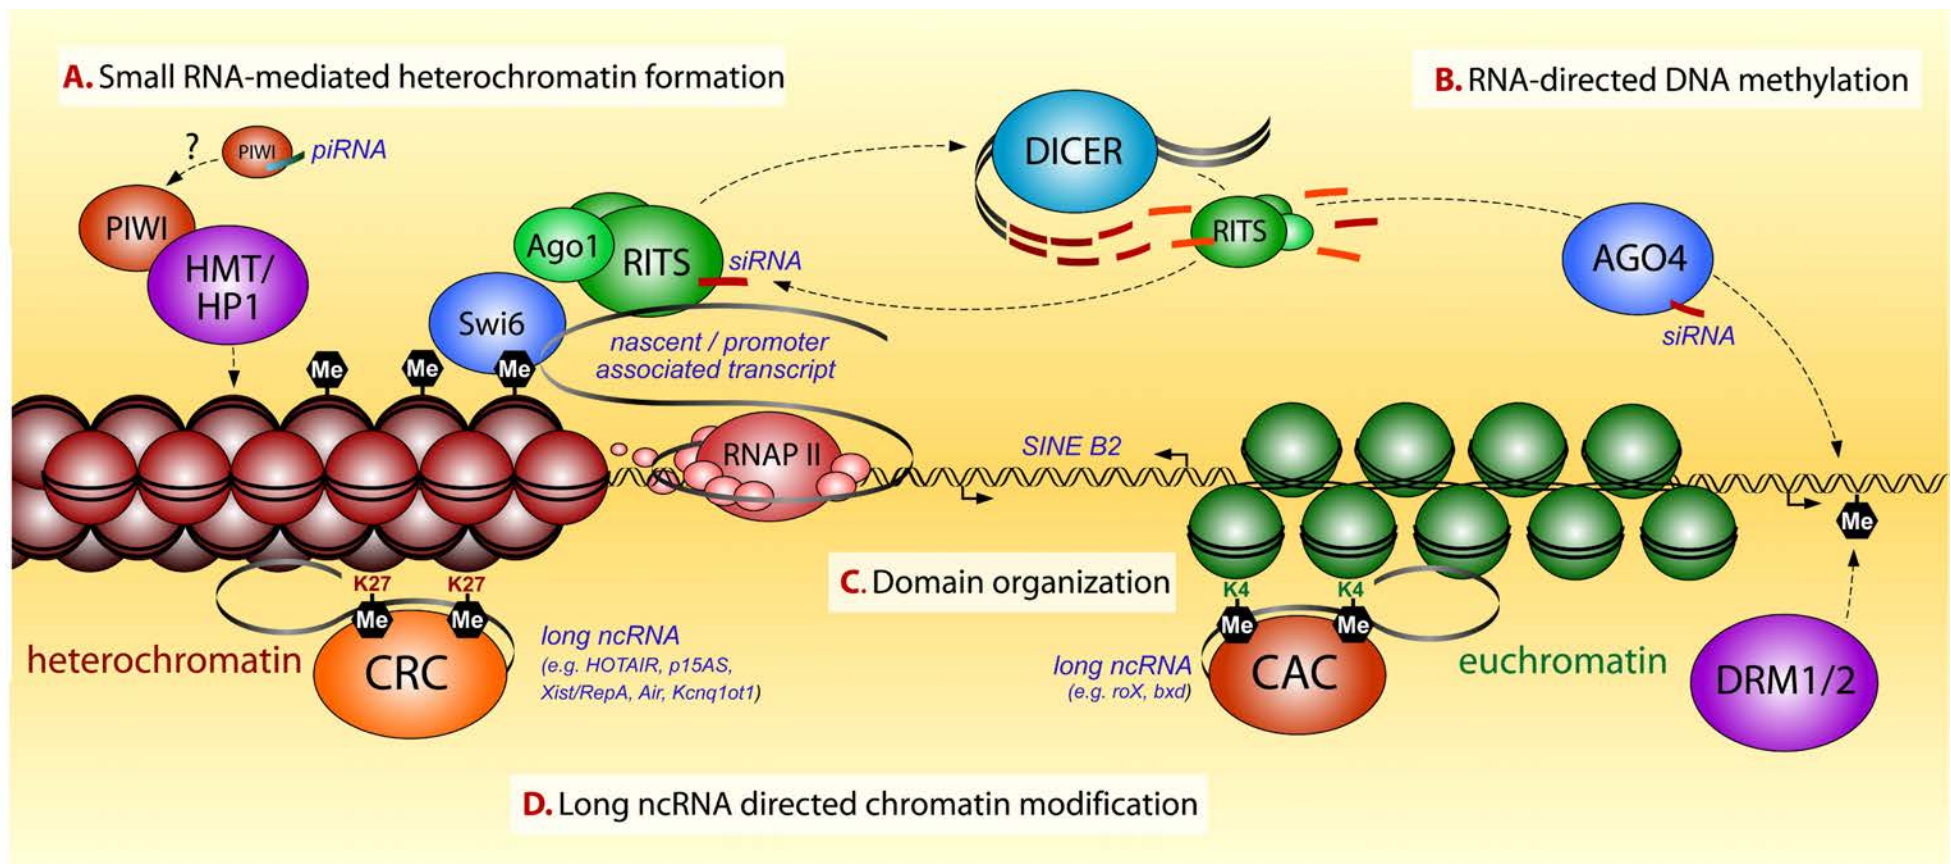 A. Small RNA-mediated heterochromatin formation
B. RNA-directed DNA methylation
?
PIWI
piRNA
PIWI
HMT/
HP1
Swi6
Ago1
RITS
siRNA
DICER
RITS
AGO4
siRNA
nascent / promoter
associated transcript
Me
Me
Me
RNAP II
SINE B2
Me
K27
K27
Me
Me
CRC
heterochromatin
long ncRNA
(e.g. HOTAIR, p15AS,
Xist/RepA, Air, Kcnq1ot1)
C. Domain organization
K4
K4
Me
Me
CAC
long ncRNA
(e.g. roX, bxd)
euchromatin
DRM1/2
D. Long ncRNA directed chromatin modification